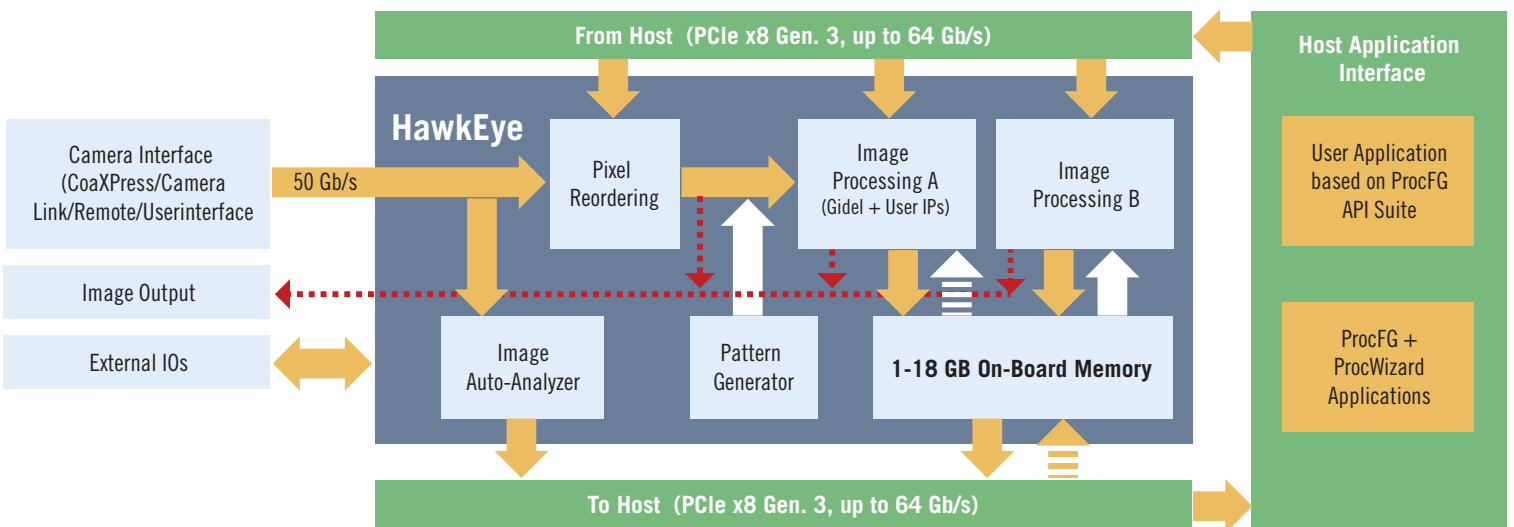 From Host (PCIe x8 Gen. 3, up to 64 Gb/s)
Host Application
Interface
HawkEye
Camera Interface
(CoaXPress/Camera
Link/Remote/Userinterface
50 Gb/s
Pixel
Reordering
Image
Processing A
(Gidel + User IPs)
Image
Processing B
User Application
based on ProcFG
API Suite
Image Output
External IOs
Image
Auto-Analyzer
Pattern
Generator
1-18 GB On-Board Memory
ProcFG +
ProcWizard
Applications
To Host (PCIe x8 Gen. 3, up to 64 Gb/s)